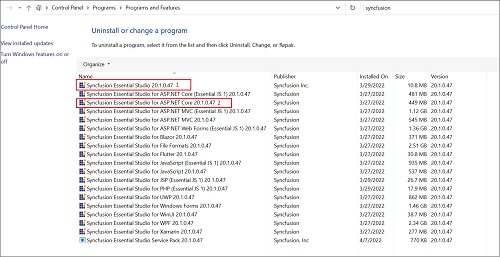 Control Panel > Programs > Programs and Features
syncfusion
Control Panel Home
View installed updates
Turn Windows features on or off
Uninstall or change a program
To uninstall a program, select it from the list and then click Uninstall, Change, or Repair.
Organize
Name Publisher Installed On Size Version
Syncfusion Essential Studio 20.1.0.47 1 Syncfusion Inc. 3/29/2022 10.8 MB 20.1.0.47
Syncfusion Essential Studio for ASP.NET Core (Essential JS 1) 20.1.0.47 Syncfusion 3/27/2022 481 MB 20.1.0.47
Syncfusion Essential Studio for ASP.NET Core 20.1.0.47 2 Syncfusion 3/27/2022 449 MB 20.1.0.47
Syncfusion Essential Studio for ASP.NET MVC (Essential JS 1) 20.1.0.47 Syncfusion 3/27/2022 1.12 GB 20.1.0.47
Syncfusion Essential Studio for ASP.NET MVC 20.1.0.47 Syncfusion 3/27/2022 545 MB 20.1.0.47
Syncfusion Essential Studio for ASP.NET Web Forms (Essential JS 1) 20.1.0.47 Syncfusion 3/27/2022 1.36 GB 20.1.0.47
Syncfusion Essential Studio for Blazor 20.1.0.47 Syncfusion 3/27/2022 371 MB 20.1.0.47
Syncfusion Essential Studio for File Formats 20.1.0.47 Syncfusion 3/27/2022 2.51 GB 20.1.0.47
Syncfusion Essential Studio for Flutter 20.1.0.47 Syncfusion 3/27/2022 30.8 MB 20.1.0.47
Syncfusion Essential Studio for JavaScript (Essential JS 1) 20.1.0.47 Syncfusion 3/27/2022 935 MB 20.1.0.47
Syncfusion Essential Studio for JavaScript 20.1.0.47 Syncfusion 3/27/2022 537 MB 20.1.0.47
Syncfusion Essential Studio for JSP (Essential JS 1) 20.1.0.47 Syncfusion 3/29/2022 26.7 MB 20.1.0.47
Syncfusion Essential Studio for PHP (Essential JS 1) 20.1.0.47 Syncfusion 3/29/2022 17.9 MB 20.1.0.47
Syncfusion Essential Studio for UWP 20.1.0.47 Syncfusion 3/27/2022 862 MB 20.1.0.47
Syncfusion Essential Studio for Windows Forms 20.1.0.47 Syncfusion 3/27/2022 1.46 GB 20.1.0.47
Syncfusion Essential Studio for WinUI 20.1.0.47 Syncfusion 3/27/2022 38.7 MB 20.1.0.47
Syncfusion Essential Studio for WPF 20.1.0.47 Syncfusion 3/27/2022 2.34 GB 20.1.0.47
Syncfusion Essential Studio for Xamarin 20.1.0.47 Syncfusion 3/27/2022 277 MB 20.1.0.47
Syncfusion Essential Studio Service Pack 20.1.0.47 Syncfusion, Inc 4/7/2022 770 KB 20.1.0.47